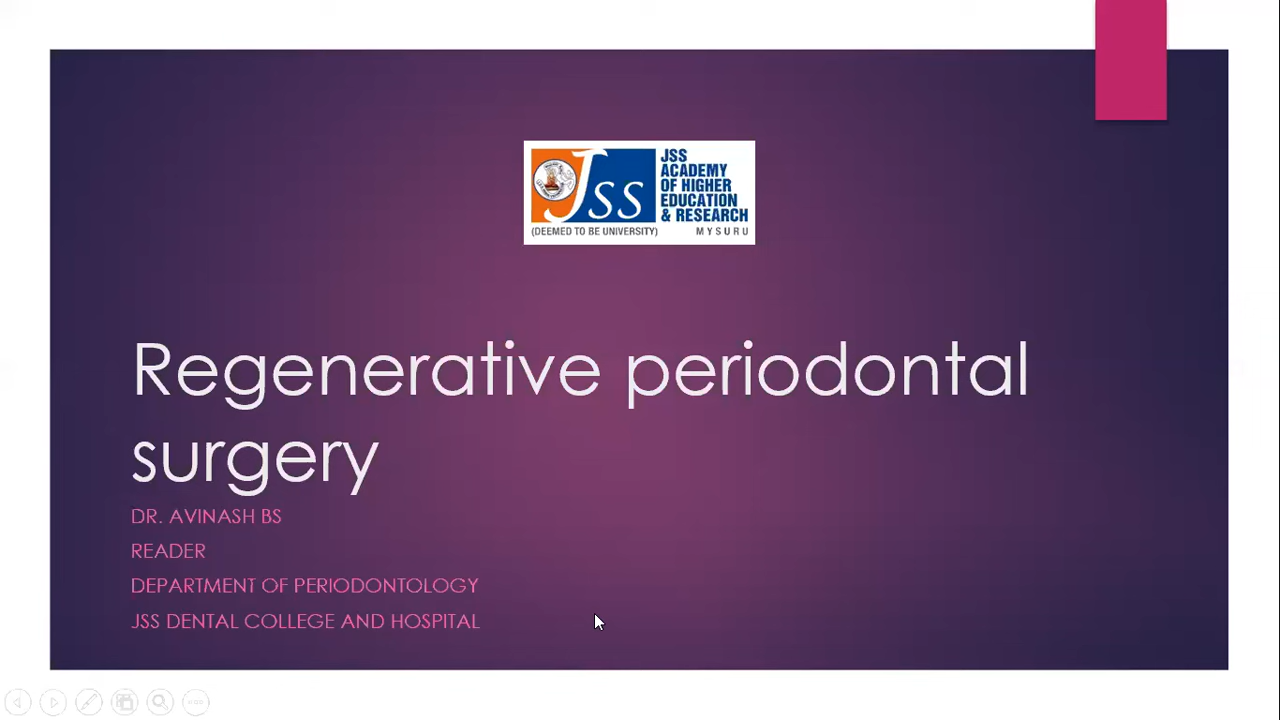 JSS
JSS
ACADEMY
OF HIGHER
EDUCATION
& RESEARCH
(DEEMED TO BE UNIVERSITY) MYSURU
Regenerative periodontal
surgery
DR. AVINASH BS
READER
DEPARTMENT OF PERIODONTOLOGY
JSS DENTAL COLLEGE AND HOSPITAL